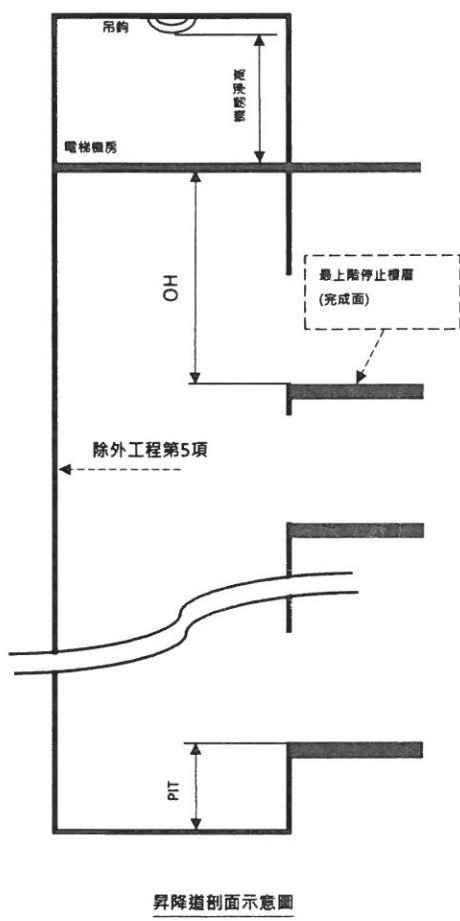 吊鉤
機房淨高
電梯機房
OH
最上階停止樓層
(完成面)
除外工程第5項
PIT
昇降道剖面示意圖